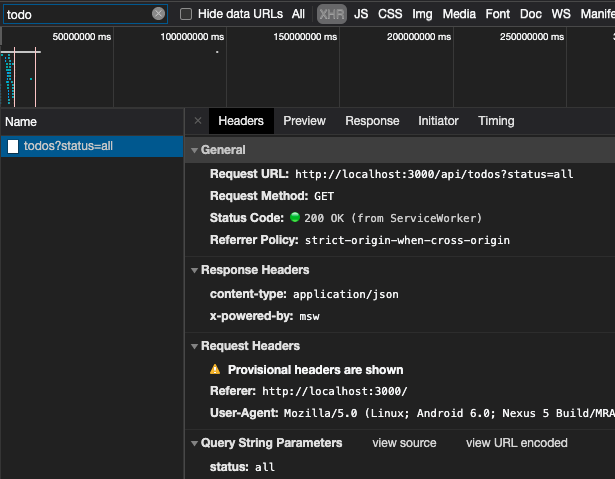 todo
Hide data URLs All XHR JS CSS Img Media Font Doc WS Manife
50000000 ms 100000000 ms 150000000 ms 200000000 ms 250000000 ms
Name
× Headers Preview Response Initiator Timing
todos?status=all
General
Request URL: http://localhost:3000/api/todos?status=all
Request Method: GET
Status Code: 200 OK (from ServiceWorker)
Referrer Policy: strict-origin-when-cross-origin
Response Headers
content-type: application/json
x-powered-by: msw
Request Headers
Provisional headers are shown
Referer: http://localhost:3000/
User-Agent: Mozilla/5.0 (Linux; Android 6.0; Nexus 5 Build/MRA
Query String Parameters view source view URL encoded
status: all